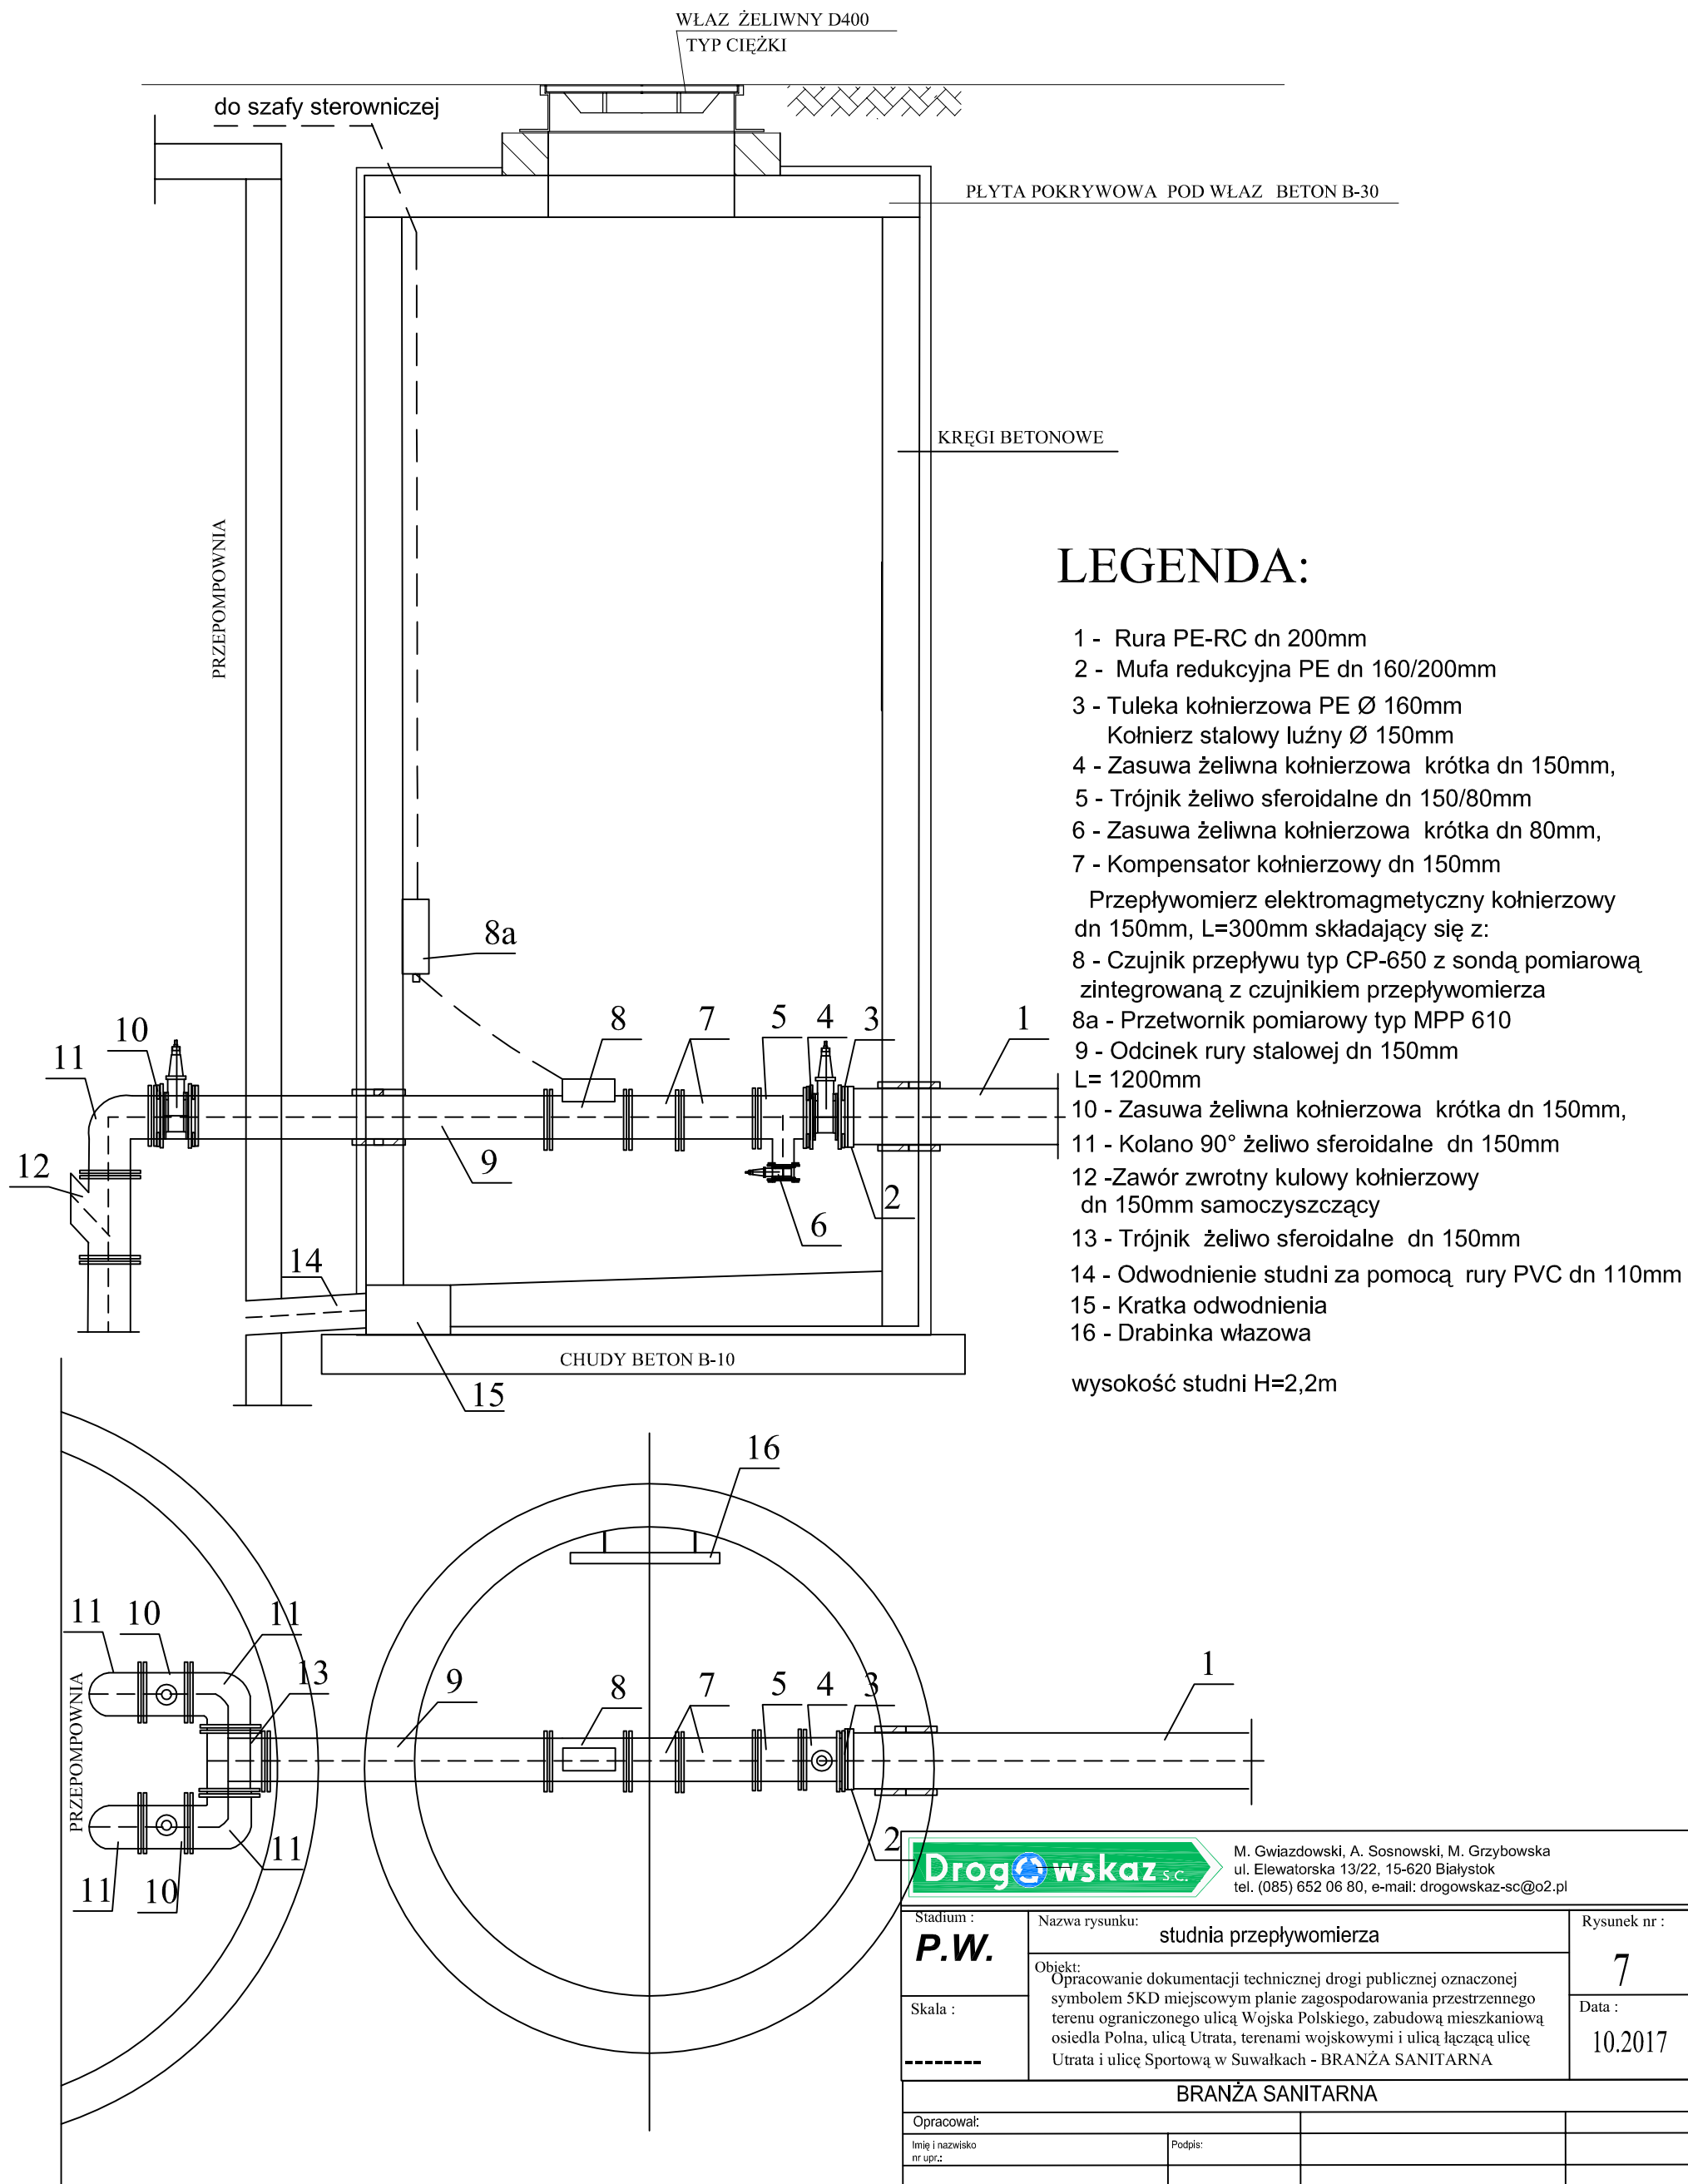 WŁAZ ŻELIWNY D400
TYP CIĘŻKI
do szafy sterowniczej
PŁYTA POKRYWOWA POD WŁAZ BETON B-30
KRĘGI BETONOWE
PRZEPOMPOWNIA
LEGENDA:
1 - Rura PE-RC dn 200mm
2 - Mufa redukcyjna PE dn 160/200mm
3 - Tuleka kołnierzowa PE Ø 160mm
Kołnierz stalowy luźny Ø 150mm
4 - Zasuwa żeliwna kołnierzowa krótka dn 150mm,
5 - Trójnik żeliwo sferoidalne dn 150/80mm
6 - Zasuwa żeliwna kołnierzowa krótka dn 80mm,
7 - Kompensator kołnierzowy dn 150mm
Przepływomierz elektromagmetyczny kołnierzowy
dn 150mm, L=300mm składający się z:
8 - Czujnik przepływu typ CP-650 z sondą pomiarową
zintegrowaną z czujnikiem przepływomierza
8a - Przetwornik pomiarowy typ MPP 610
9 - Odcinek rury stalowej dn 150mm
L= 1200mm
10 - Zasuwa żeliwna kołnierzowa krótka dn 150mm,
11 - Kolano 90° żeliwo sferoidalne dn 150mm
12 -Zawór zwrotny kulowy kołnierzowy
dn 150mm samoczyszczący
13 - Trójnik żeliwo sferoidalne dn 150mm
14 - Odwodnienie studni za pomocą rury PVC dn 110mm
15 - Kratka odwodnienia
16 - Drabinka włazowa
wysokość studni H=2,2m
8a
10
11
8
7
5
4
3
1
12
9
2
6
14
CHUDY BETON B-10
15
16
11
10
11
13
9
8
7
5
4
3
1
PRZEPOMPOWNIA
2
11
10
11
Drogowskaz s.c.
M. Gwiazdowski, A. Sosnowski, M. Grzybowska
ul. Elewatorska 13/22, 15-620 Białystok
tel. (085) 652 06 80, e-mail: drogowskaz-sc@o2.pl
Stadium :
P.W.
Nazwa rysunku:
studnia przepływomierza
Rysunek nr :
7
Obiekt:
Opracowanie dokumentacji technicznej drogi publicznej oznaczonej
symbolem 5KD miejscowym planie zagospodarowania przestrzennego
terenu ograniczonego ulicą Wojska Polskiego, zabudową mieszkaniową
osiedla Polna, ulicą Utrata, terenami wojskowymi i ulicą łączącą ulicę
Utrata i ulicę Sportową w Suwałkach - BRANŻA SANITARNA
Skala :
--------
Data :
10.2017
BRANŻA SANITARNA
Opracował:
Imię i nazwisko
nr upr.:
Podpis: